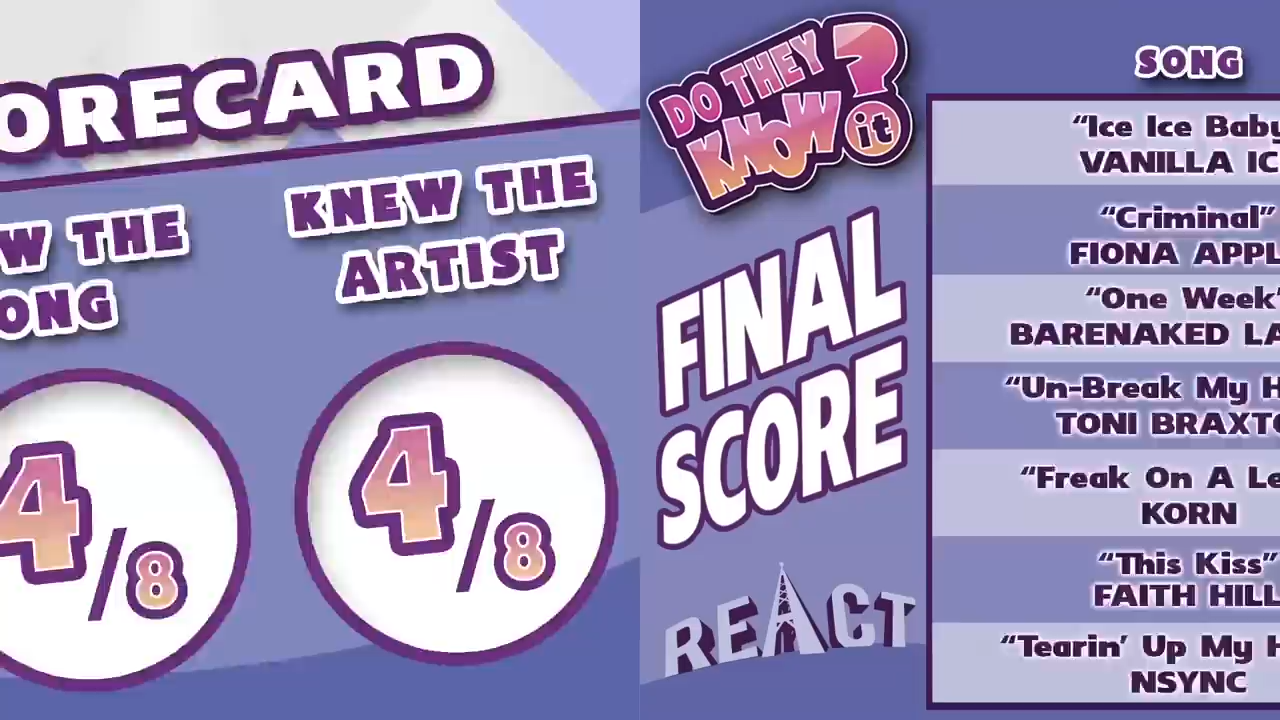 ORECARD
W THE
ONG
KNEW THE
ARTIST
4/8
4/8
DO THEY
KNOW it?
FINAL
SCORE
REACT
SONG
“Ice Ice Baby
VANILLA IC
“Criminal”
FIONA APPL
“One Week”
BARENAKED LA
“Un-Break My H
TONI BRAXTO
“Freak On A Le
KORN
“This Kiss”
FAITH HILL
“Tearin’ Up My H
NSYNC